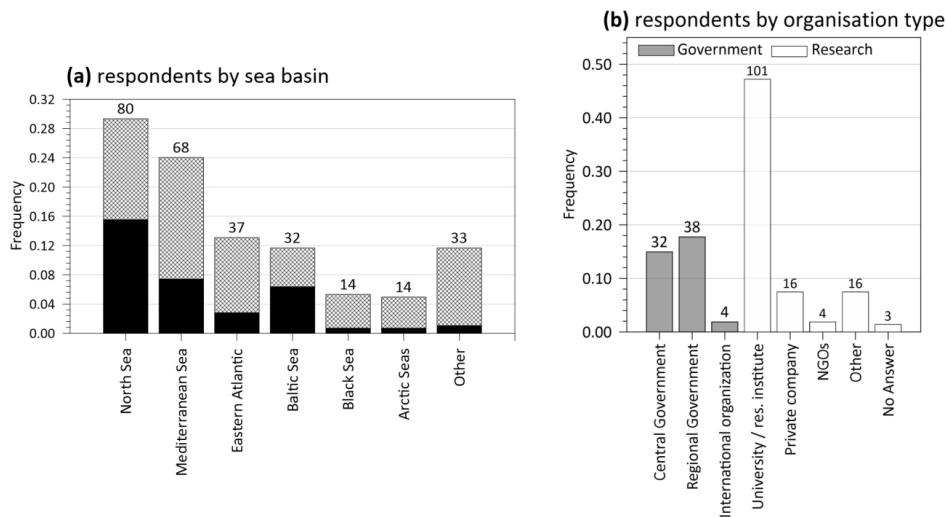 (a) respondents by sea basin
0.32
0.28
0.24
0.20
0.16
0.12
0.08
0.04
0.00
Frequency
80
68
37
32
14
14
33
North Sea
Mediterranean Sea
Eastern Atlantic
Baltic Sea
Black Sea
Arctic Seas
Other
(b) respondents by organisation type
Government
Research
0.50
0.40
0.30
0.20
0.10
0.00
Frequency
32
38
4
101
16
4
16
3
Central Government
Regional Government
International organization
University / res. institute
Private company
NGOs
Other
No Answer